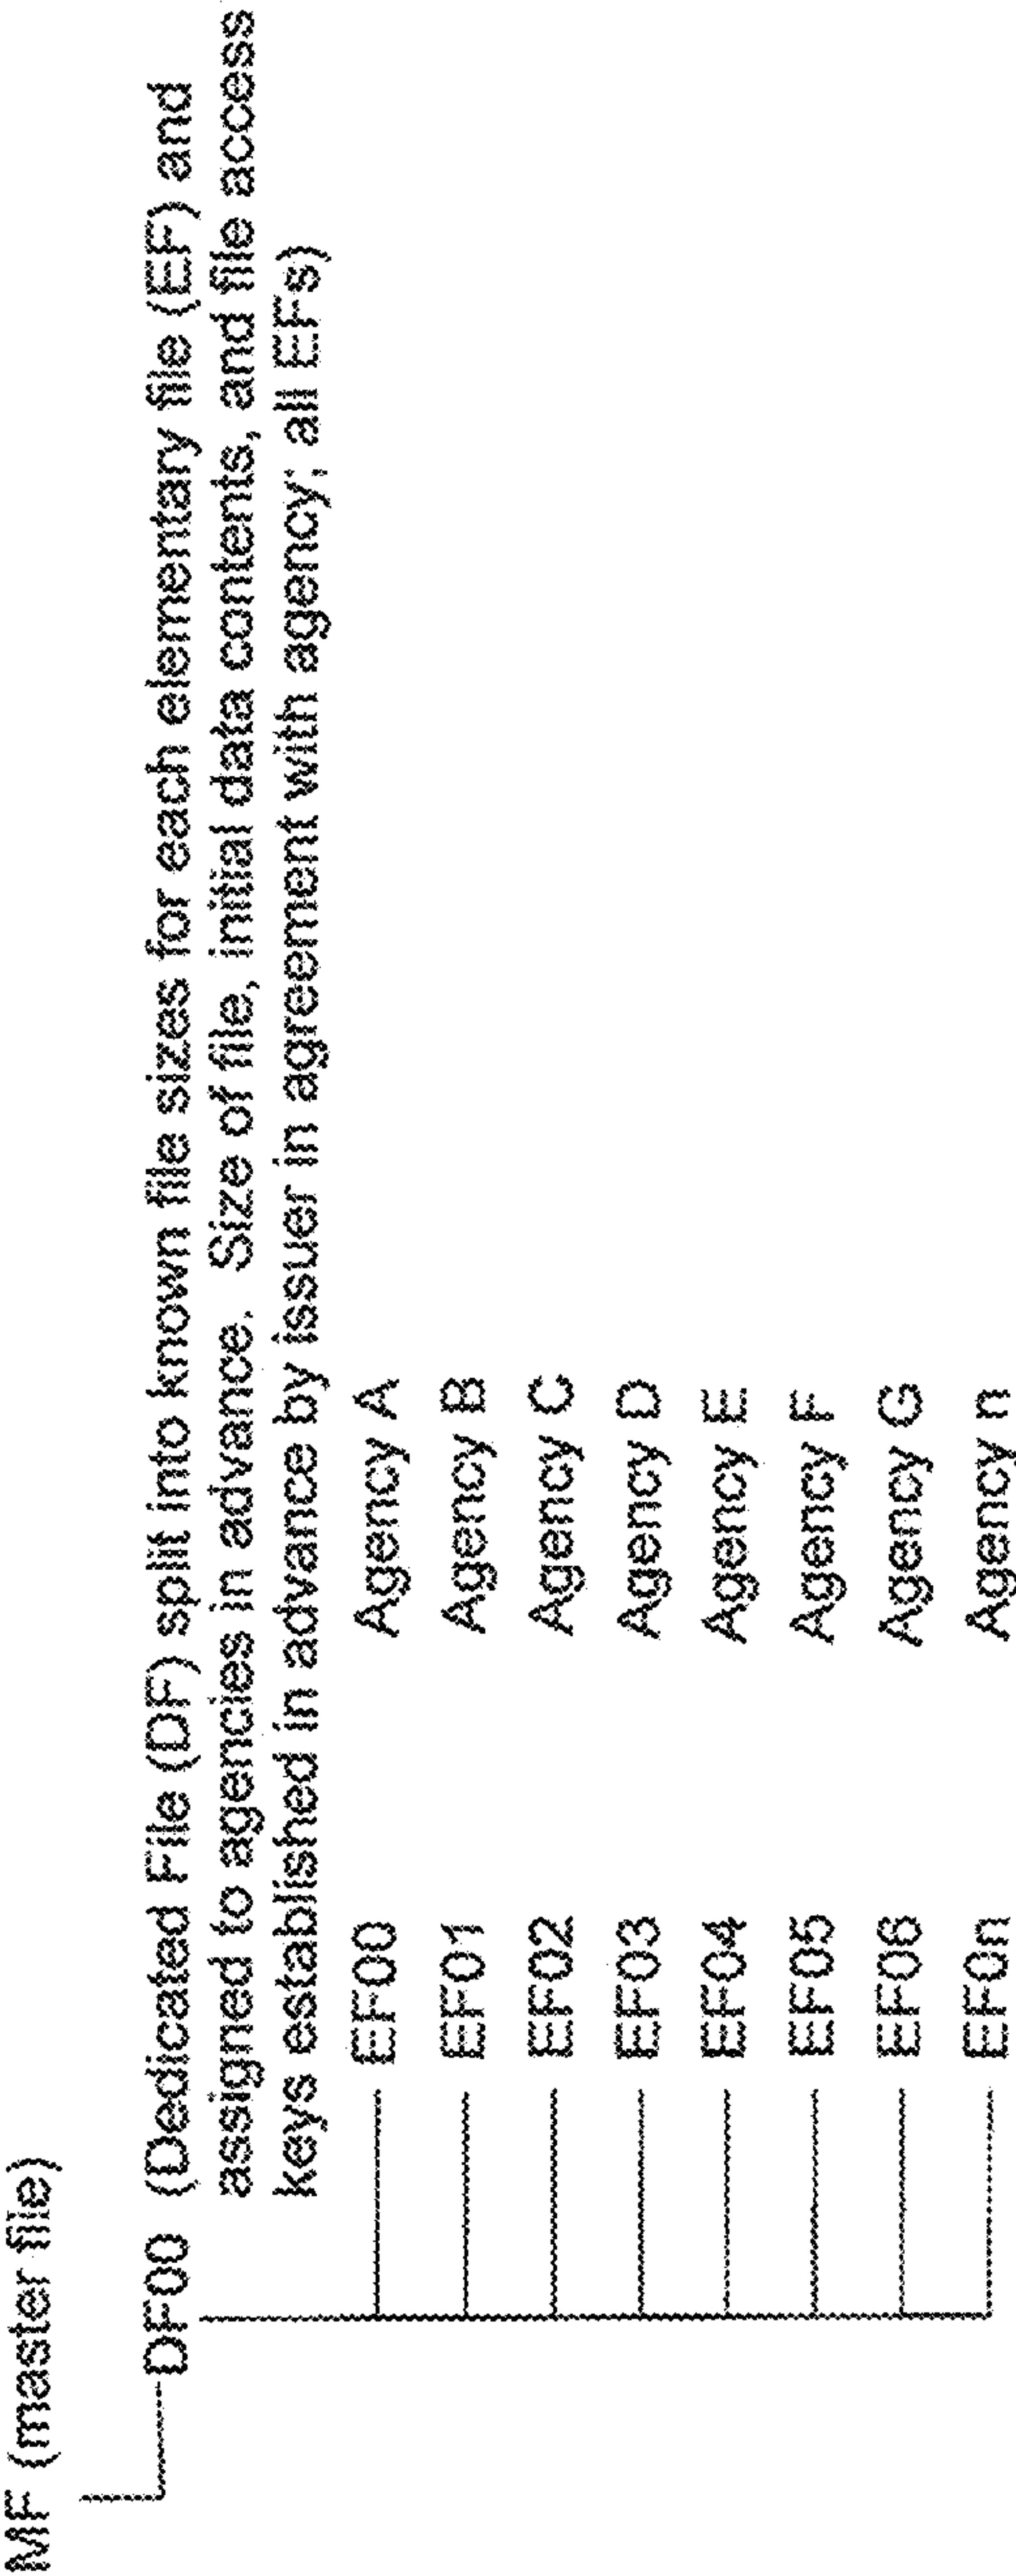 MF (master file)
DF00 (Dedicated File (DF) split into known file sizes for each elementary file (EF) and
assigned to agencies in advance. Size of file, initial data contents, and file access
keys established in advance by issuer in agreement with agency; all EFs)
EF00 Agency A
EF01 Agency B
EF02 Agency C
EF03 Agency D
EF04 Agency E
EF05 Agency F
EF06 Agency G
EF0n Agency n